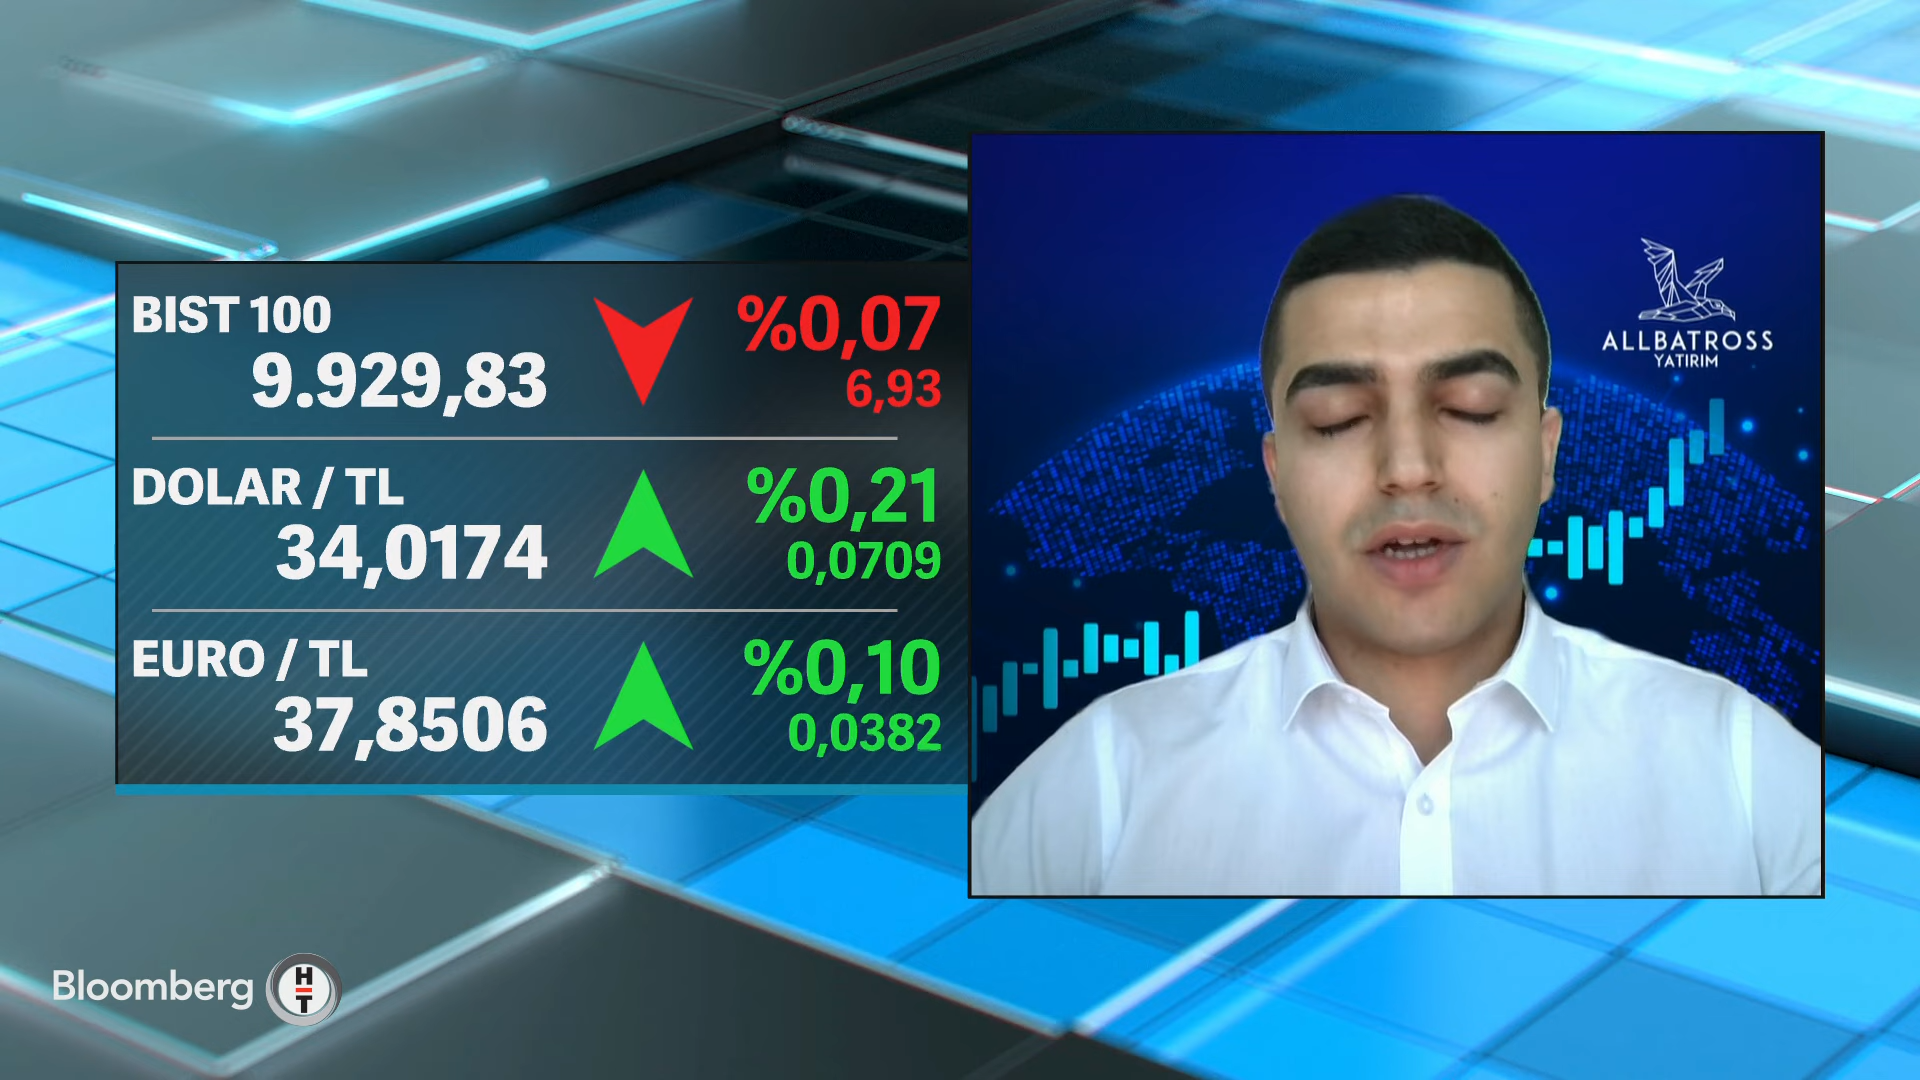 BIST 100
9.929,83
%0,07
6,93
DOLAR / TL
34,0174
%0,21
0,0709
EURO / TL
37,8506
%0,10
0,0382
ALLBATROSS
YATIRIM
Bloomberg HT